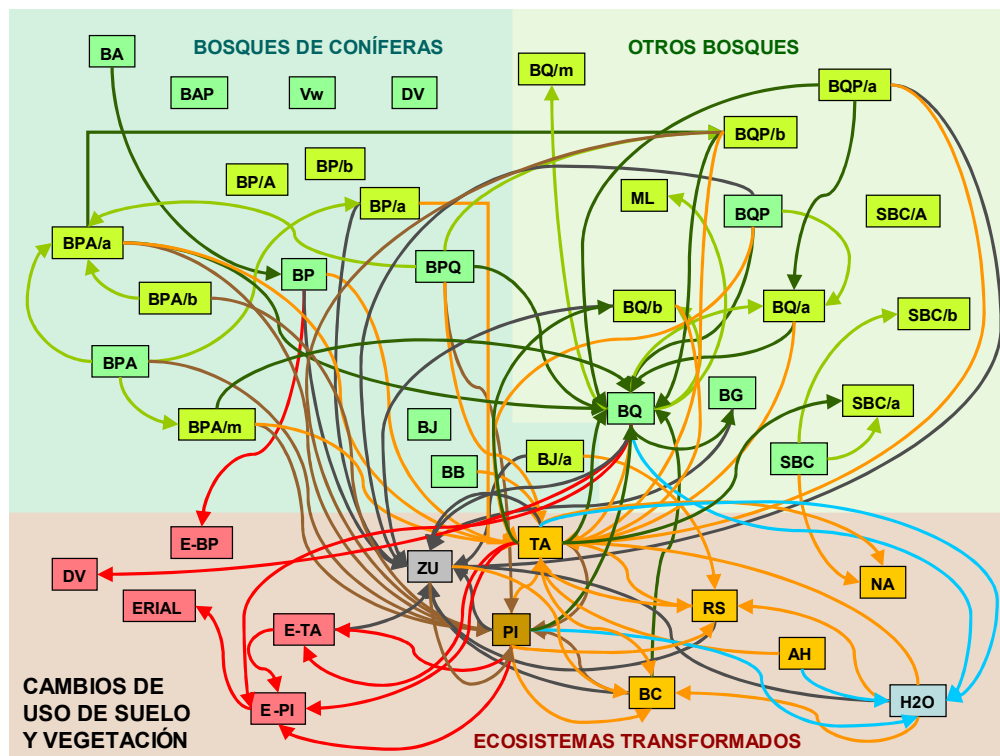 BOSQUES DE CONÍFERAS
OTROS BOSQUES
BA
BAP
Vw
DV
BQ/m
BQP/a
BQP/b
BP/b
BP/A
BP/a
ML
BQP
SBC/A
BPA/a
BP
BPQ
BPA/b
BQ/b
BQ/a
SBC/b
BPA
BPA/m
BJ
BQ
BG
SBC/a
BB
BJ/a
SBC
E-BP
TA
DV
ZU
NA
ERIAL
E-TA
PI
RS
AH
E-PI
BC
H2O
CAMBIOS DE
USO DE SUELO
Y VEGETACIÓN
ECOSISTEMAS TRANSFORMADOS